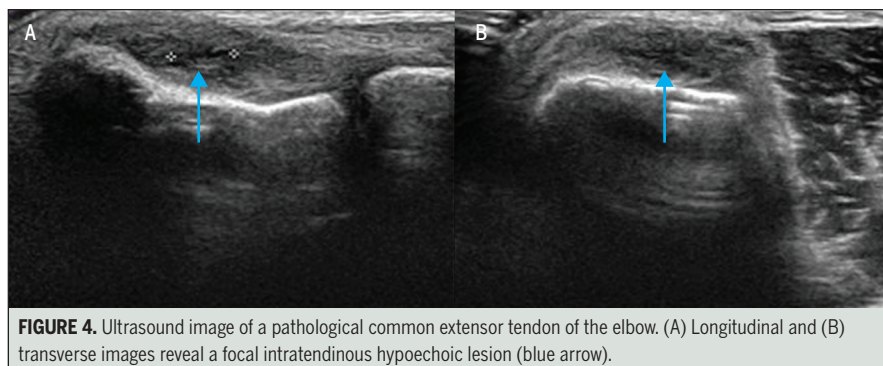 A
B
FIGURE 4. Ultrasound image of a pathological common extensor tendon of the elbow. (A) Longitudinal and (B)
transverse images reveal a focal intratendinous hypoechoic lesion (blue arrow).